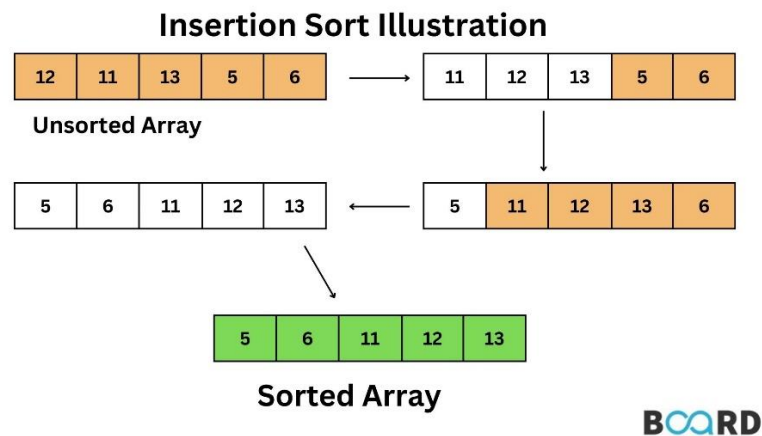 Insertion Sort Illustration
12 11 13 5 6
11 12 13 5 6
Unsorted Array
5 11 12 13 6
5 6 11 12 13
5 6 11 12 13
Sorted Array
BOARD